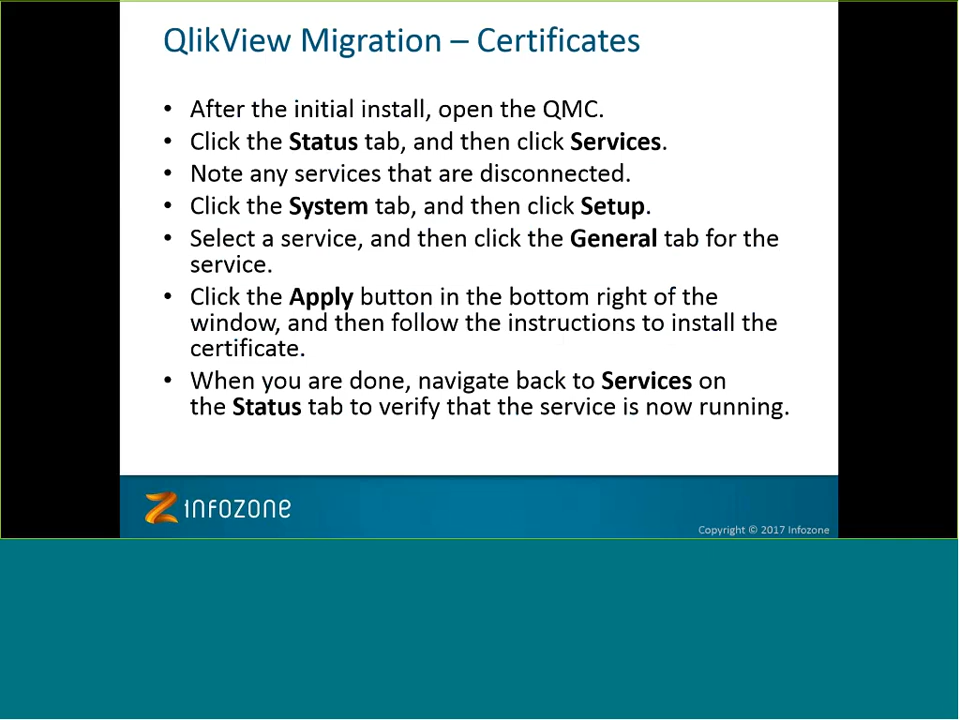 QlikView Migration – Certificates
• After the initial install, open the QMC.
• Click the Status tab, and then click Services.
• Note any services that are disconnected.
• Click the System tab, and then click Setup.
• Select a service, and then click the General tab for the
service.
• Click the Apply button in the bottom right of the
window, and then follow the instructions to install the
certificate.
• When you are done, navigate back to Services on
the Status tab to verify that the service is now running.
infozone
Copyright © 2017 Infozone